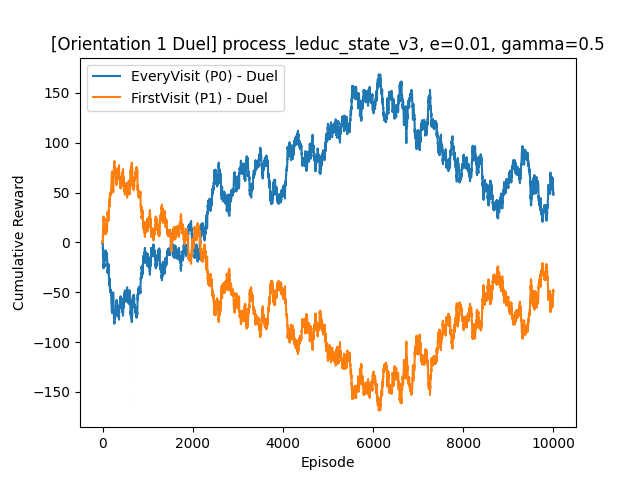 [Orientation 1 Duel] process_leduc_state_v3, e=0.01, gamma=0.5
EveryVisit (P0) - Duel
FirstVisit (P1) - Duel
150
100
50
0
−50
−100
−150
Cumulative Reward
0
2000
4000
6000
8000
10000
Episode